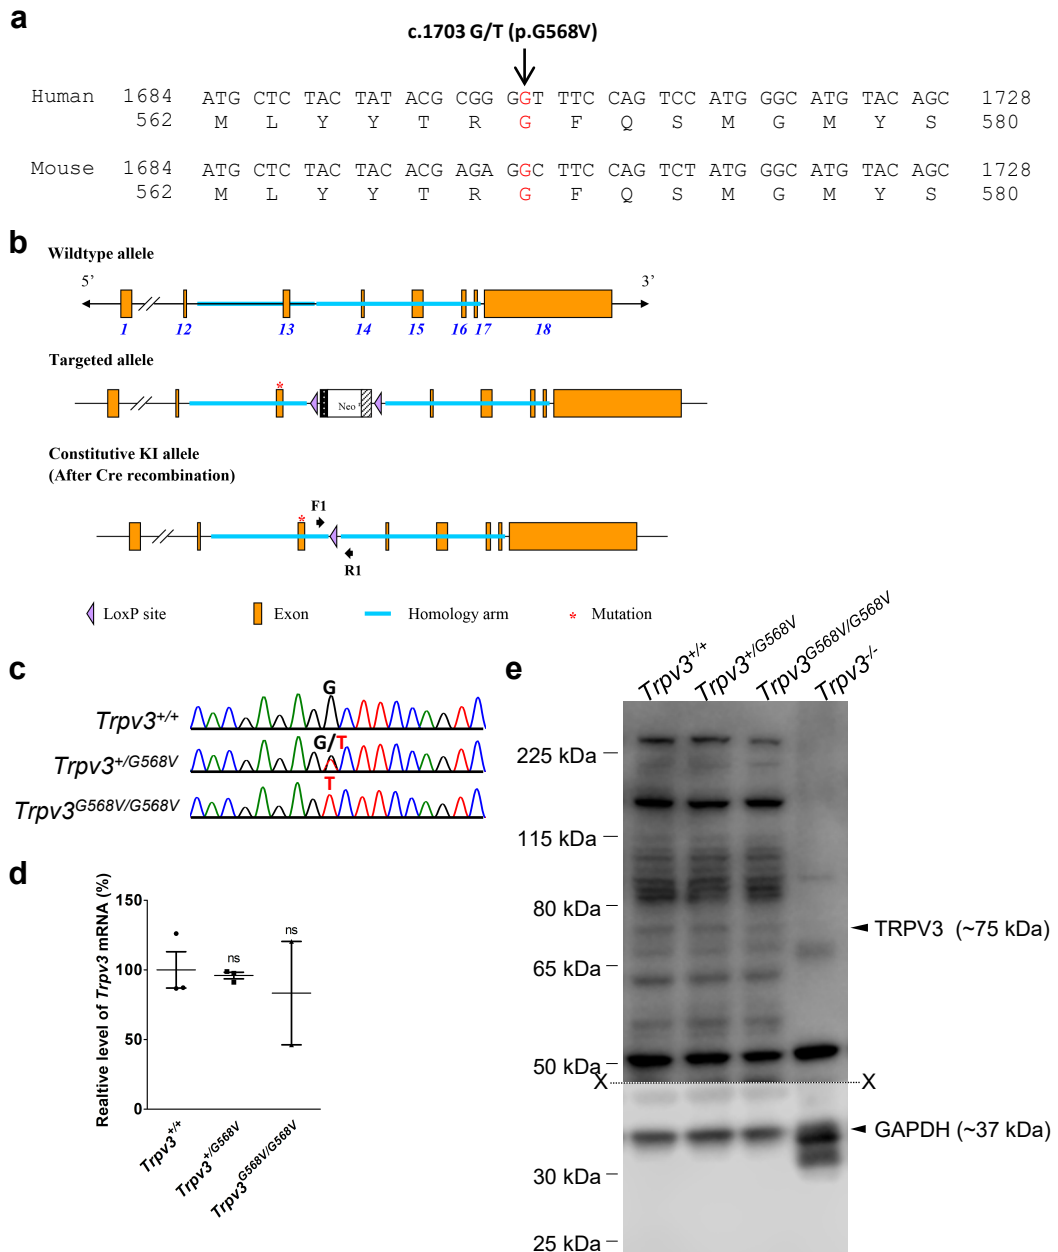 a
c.1703 G/T (p.G568V)
Human 1684 ATG CTC TAC TAT ACG CGG GGT TTC CAG TCC ATG GGC ATG TAC AGC 1728
562 M L Y Y T R G F Q S M G M Y S 580
Mouse 1684 ATG CTC TAC TAC ACG AGA GGC TTC CAG TCT ATG GGC ATG TAC AGC 1728
562 M L Y Y T R G F Q S M G M Y S 580
b
Wildtype allele
5’ 3’
1 12 13 14 15 16 17 18
Targeted allele
*
Neo
Constitutive KI allele
(After Cre recombination)
F1
*
R1
LoxP site Exon Homology arm * Mutation
c
G
Trpv3+/+
G/T
Trpv3+/G568V
T
Trpv3G568V/G568V
d
Realtive level of Trpv3 mRNA (%)
150
100
50
0
ns
ns
Trpv3+/+
Trpv3+/G568V
Trpv3G568V/G568V
e
Trpv3+/+ Trpv3+/G568V Trpv3G568V/G568V Trpv3-/-
225 kDa
115 kDa
80 kDa
TRPV3 (~75 kDa)
65 kDa
50 kDa
X X
GAPDH (~37 kDa)
30 kDa
25 kDa